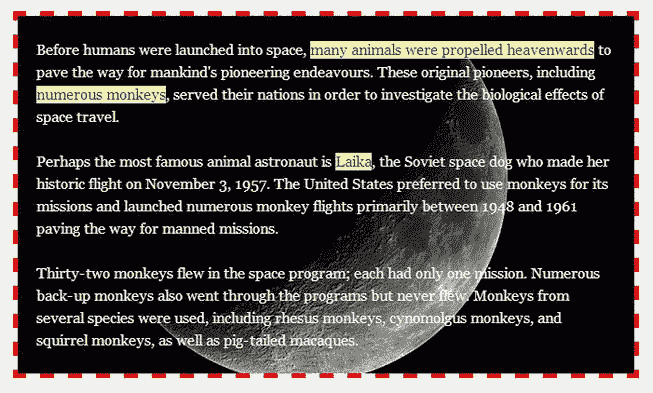 Before humans were launched into space, many animals were propelled heavenwards to
pave the way for mankind's pioneering endeavours. These original pioneers, including
numerous monkeys, served their nations in order to investigate the biological effects of
space travel.
Perhaps the most famous animal astronaut is Laika, the Soviet space dog who made her
historic flight on November 3, 1957. The United States preferred to use monkeys for its
missions and launched numerous monkey flights primarily between 1948 and 1961
paving the way for manned missions.
Thirty-two monkeys flew in the space program; each had only one mission. Numerous
back-up monkeys also went through the programs but never flew. Monkeys from
several species were used, including rhesus monkeys, cynomolgus monkeys, and
squirrel monkeys, as well as pig-tailed macaques.